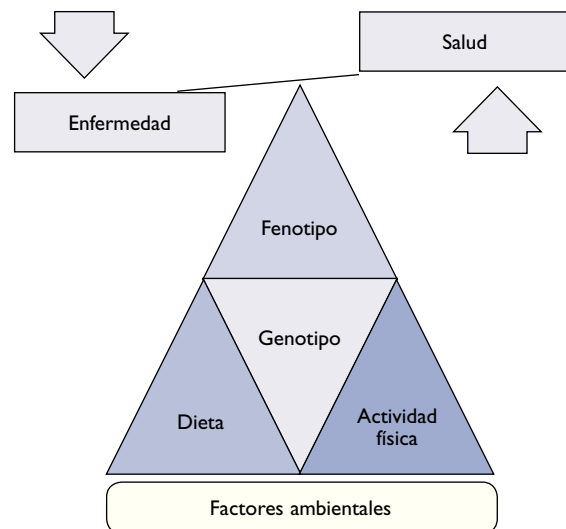 Salud
Enfermedad
Fenotipo
Genotipo
Dieta
Actividad
física
Factores ambientales